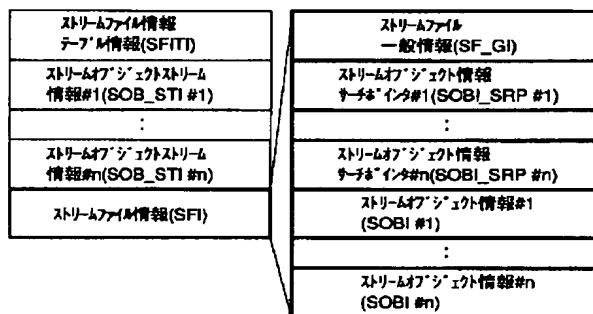 ストリームファイル情報
テーブル情報(SFITI)
ストリームオブジェクトストリーム
情報#1(SOB_STI #1)
:
ストリームオブジェクトストリーム
情報#n(SOB_STI #n)
ストリームファイル情報(SFI)
ストリームファイル
一般情報(SF_GI)
ストリームオブジェクト情報
サーチポインタ#1(SOBI_SRP #1)
:
ストリームオブジェクト情報
サーチポインタ#n(SOBI_SRP #n)
ストリームオブジェクト情報#1
(SOBI #1)
:
ストリームオブジェクト情報#n
(SOBI #n)